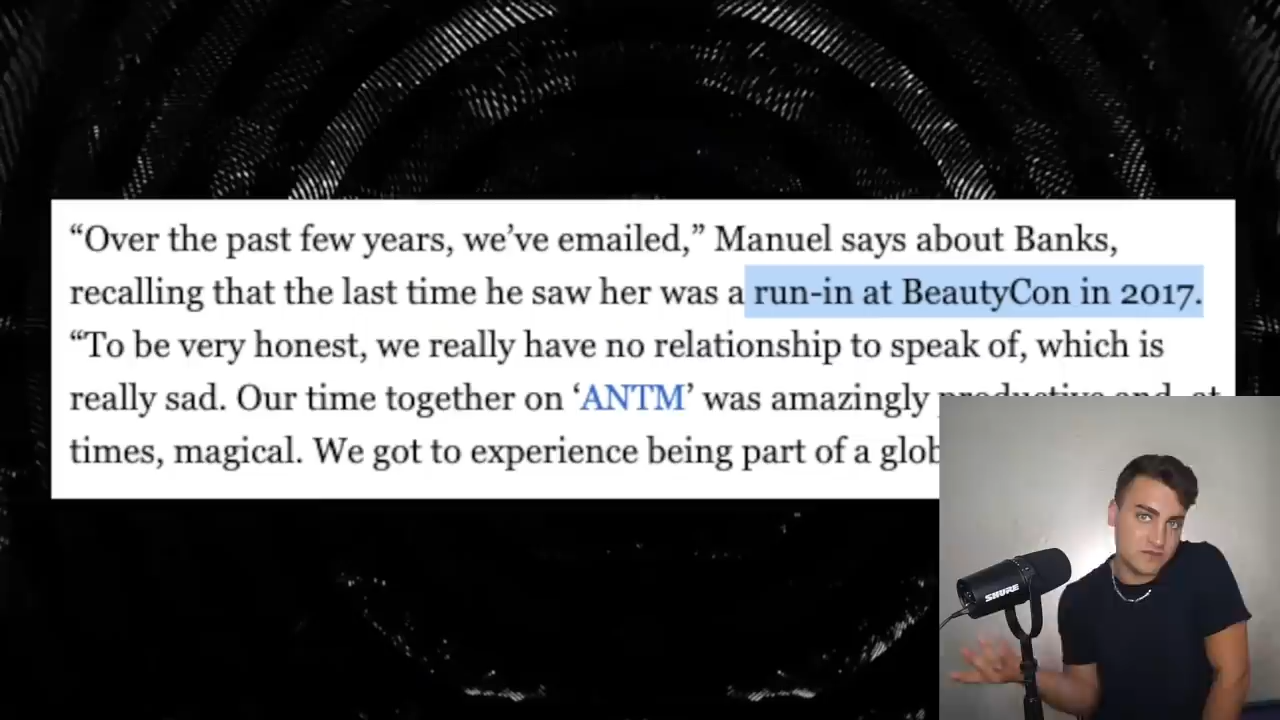 “Over the past few years, we’ve emailed,” Manuel says about Banks,
recalling that the last time he saw her was a run-in at BeautyCon in 2017.
“To be very honest, we really have no relationship to speak of, which is
really sad. Our time together on ‘ANTM’ was amazingly productive and, at
times, magical. We got to experience being part of a
SHURE